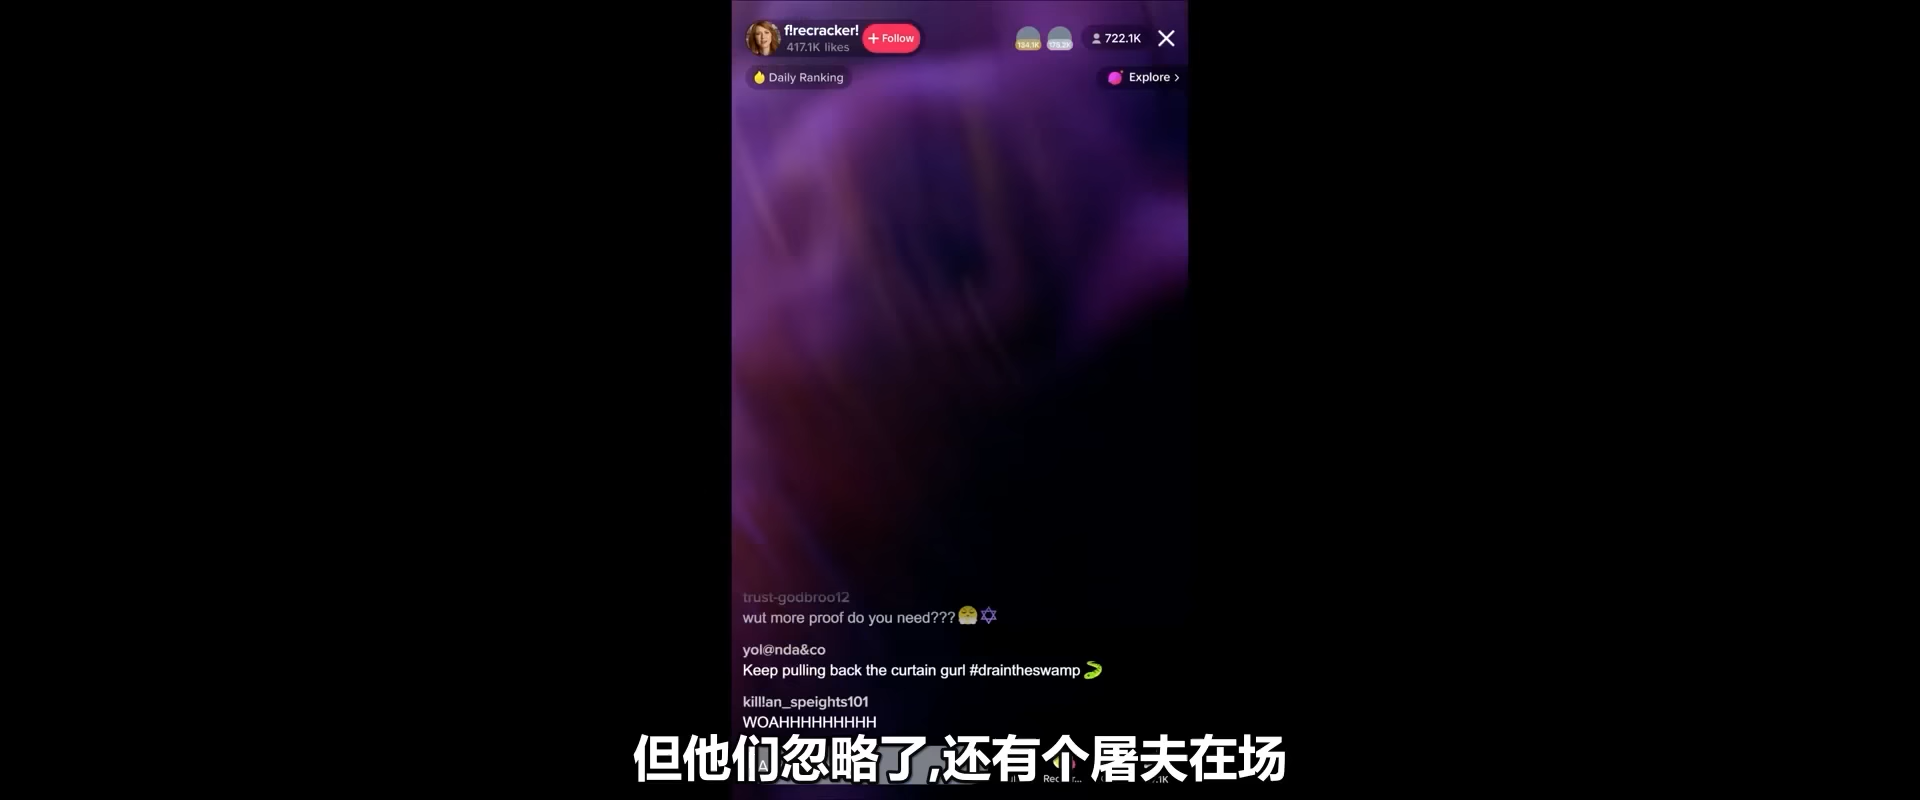 f!recracker!
417.1K likes
+ Follow
722.1K
Daily Ranking
Explore >
trust-godbroo12
wut more proof do you need???😤✡
yol@nda&co
Keep pulling back the curtain gurl #draintheswamp🐍
kill!an_speights101
WOAHHHHHHHHH
但他们忽略了,还有个屠夫在场